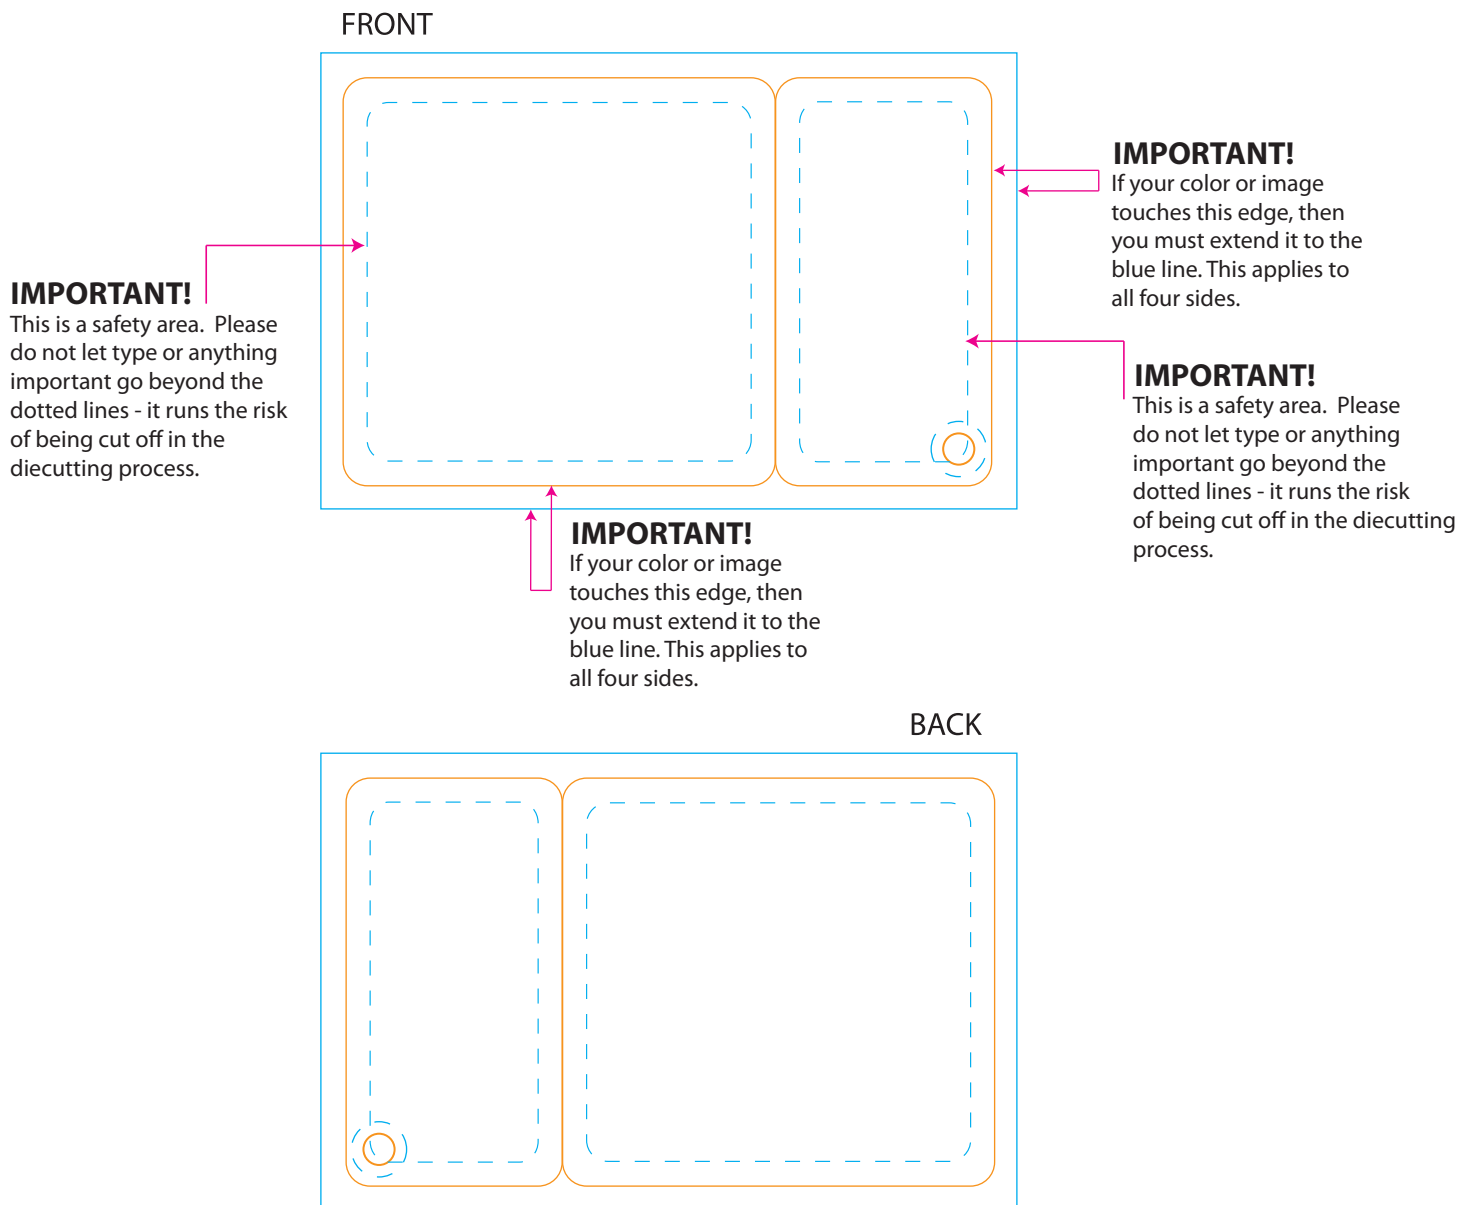 FRONT
IMPORTANT!
If your color or image
touches this edge, then
you must extend it to the
blue line. This applies to
all four sides.
IMPORTANT!
This is a safety area.  Please
do not let type or anything
important go beyond the
dotted lines - it runs the risk
of being cut off in the
diecutting process.
IMPORTANT!
This is a safety area.  Please
do not let type or anything
important go beyond the
dotted lines - it runs the risk
of being cut off in the diecutting
process.
IMPORTANT!
If your color or image
touches this edge, then
you must extend it to the
blue line. This applies to
all four sides.
BACK